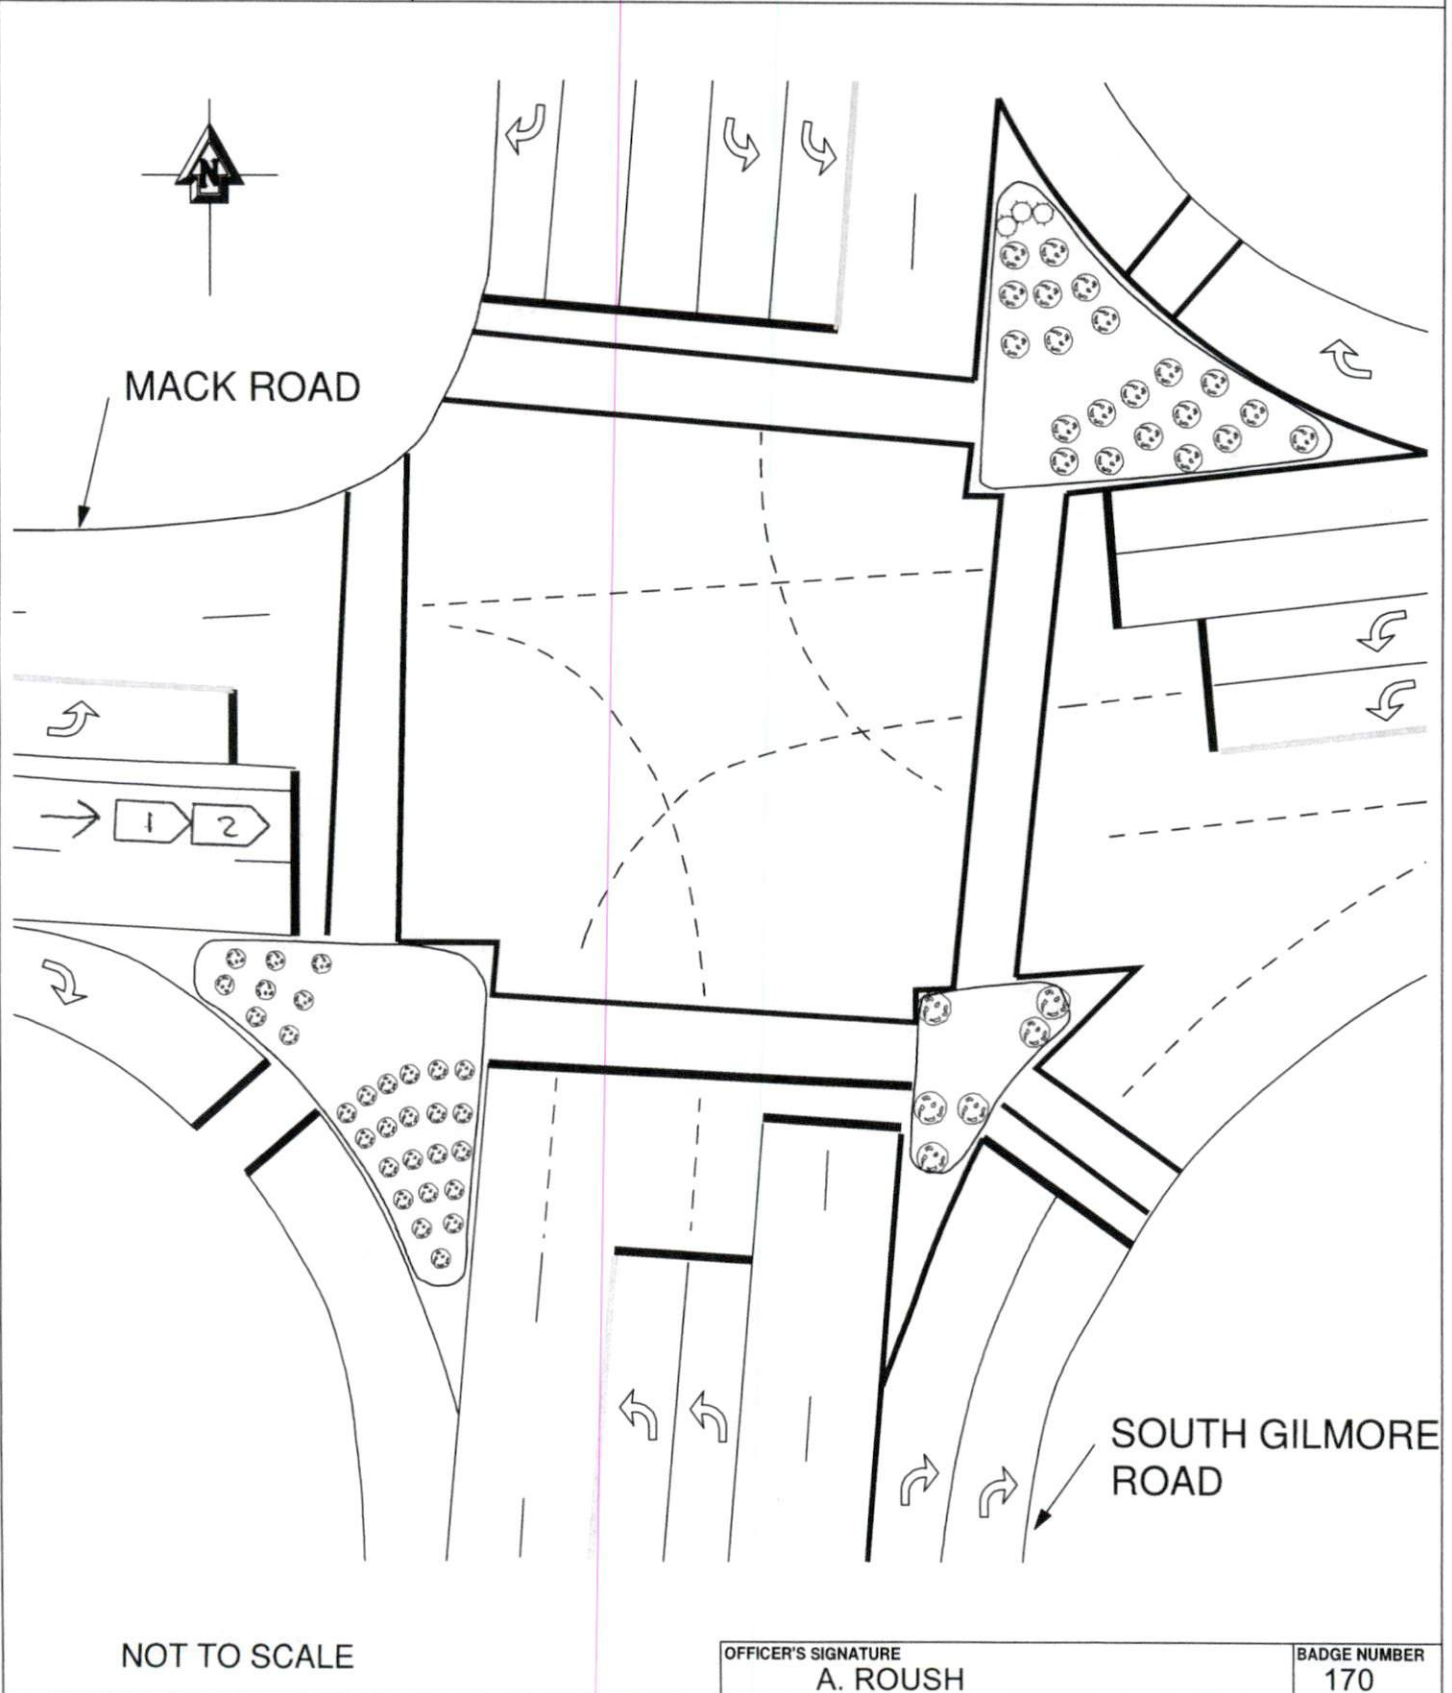 N
MACK ROAD
1 2
SOUTH GILMORE
ROAD
NOT TO SCALE
OFFICER'S SIGNATURE
A. ROUSH
BADGE NUMBER
170